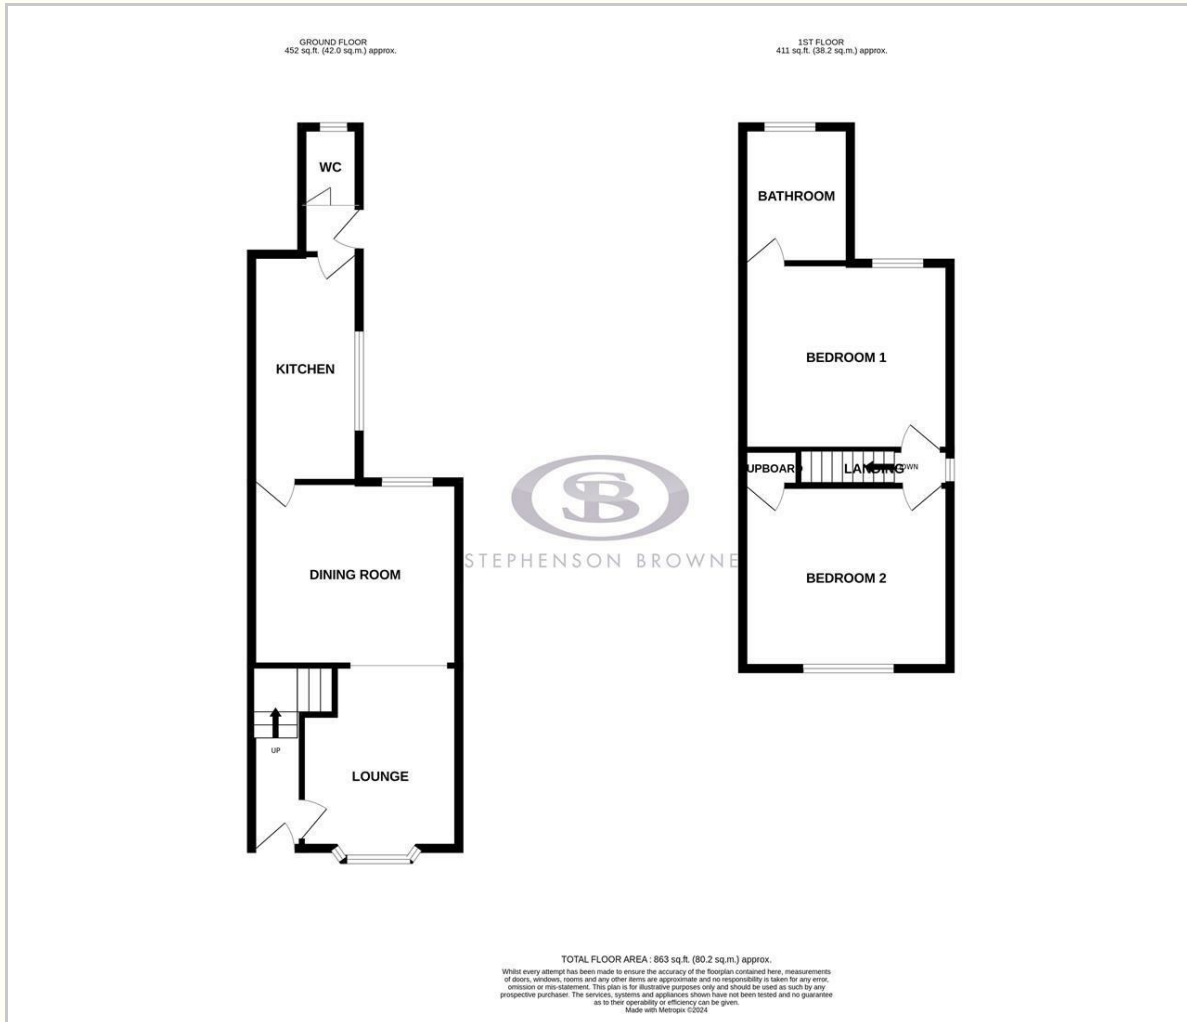 GROUND FLOOR
452 sq.ft. (42.0 sq.m.) approx.
1ST FLOOR
411 sq.ft. (38.2 sq.m.) approx.
WC
KITCHEN
DINING ROOM
UP
LOUNGE
BATHROOM
BEDROOM 1
UPBOARD
LANDING
OWN
BEDROOM 2
SB
STEPHENSON BROWNE
TOTAL FLOOR AREA : 863 sq.ft. (80.2 sq.m.) approx.
Whilst every attempt has been made to ensure the accuracy of the floorplan contained here, measurements
of doors, windows, rooms and any other items are approximate and no responsibility is taken for any error,
omission or mis-statement. This plan is for illustrative purposes only and should be used as such by any
prospective purchaser. The services, systems and appliances shown have not been tested and no guarantee
as to their operability or efficiency can be given.
Made with Metropix ©2024